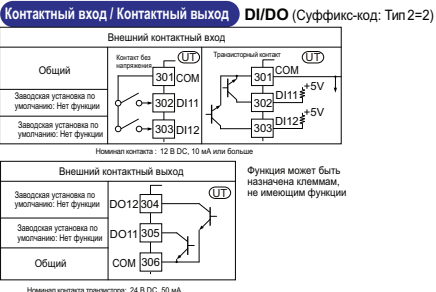 Контактный вход / Контактный выход DI/DO (Суффикс-код: Тип 2=2)
Внешний контактный вход
Общий
Заводская установка по
умолчанию: Нет функции
Заводская установка по
умолчанию: Нет функции
Контакт без
напряжения
UT
301 COM
302 DI11
303 DI12
Транзисторный контакт
UT
301 COM
+5V
302 DI11
+5V
303 DI12
Номинал контакта : 12 В DC, 10 мА или больше
Внешний контактный выход
Заводская установка по
умолчанию: Нет функции
Заводская установка по
умолчанию: Нет функции
Общий
UT
DO12 304
DO11 305
COM 306
Функция может быть
назначена клеммам,
не имеющим функции
Номинал контакта транзистора: 24 В DC, 50 мА